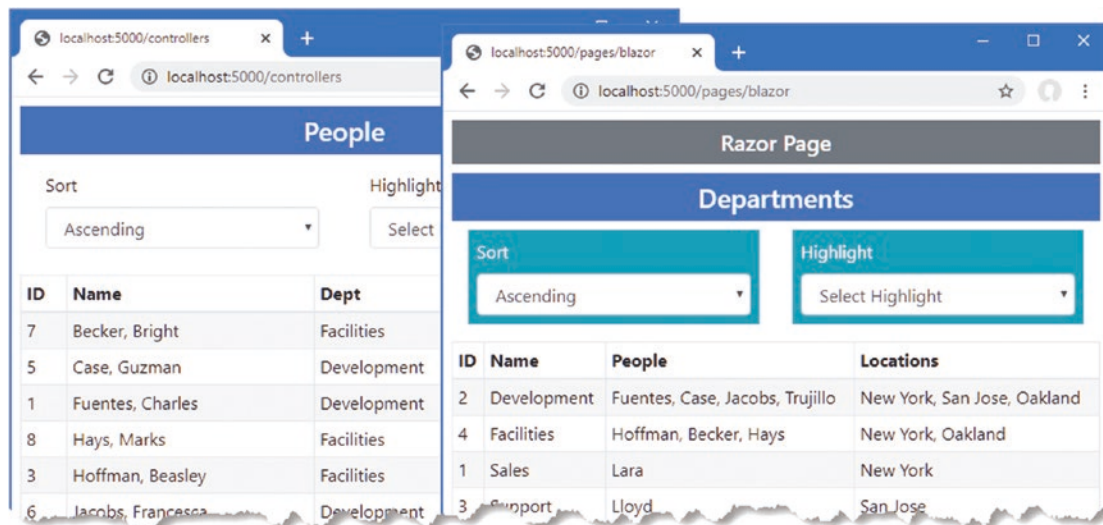 localhost:5000/controllers
localhost:5000/controllers
People
Sort
Highlight
Ascending
Select
ID Name Dept
7 Becker, Bright Facilities
5 Case, Guzman Development
1 Fuentes, Charles Development
8 Hays, Marks Facilities
3 Hoffman, Beasley Facilities
6 Jacobs, Francesca Development
localhost:5000/pages/blazor
localhost:5000/pages/blazor
Razor Page
Departments
Sort
Highlight
Ascending
Select Highlight
ID Name People Locations
2 Development Fuentes, Case, Jacobs, Trujillo New York, San Jose, Oakland
4 Facilities Hoffman, Becker, Hays New York, Oakland
1 Sales Lara New York
3 Support Lloyd San Jose